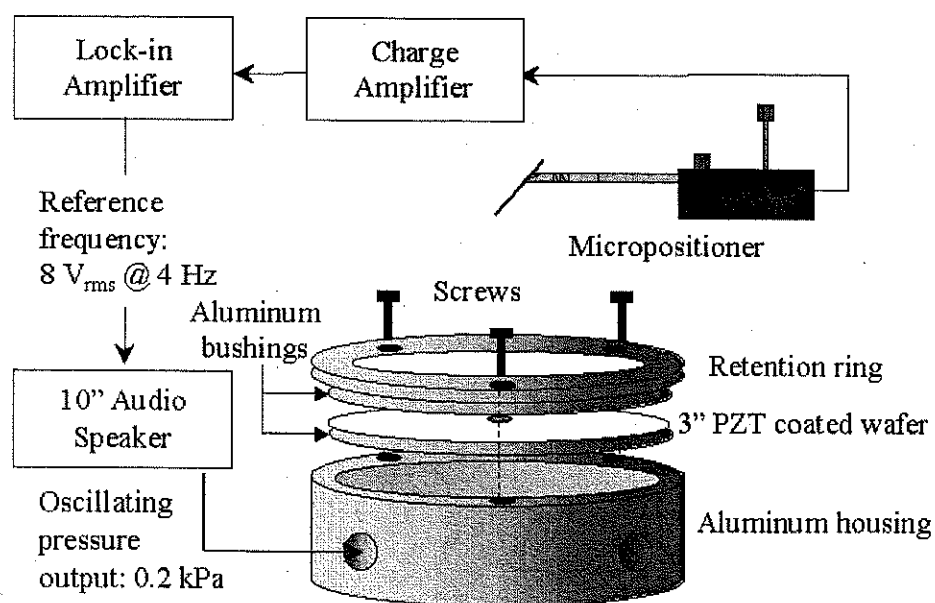 Lock-in
Amplifier
Charge
Amplifier
Reference
frequency:
8 Vrms @ 4 Hz
Micropositioner
Screws
Aluminum
bushings
Retention ring
10” Audio
Speaker
3” PZT coated wafer
Oscillating
pressure
output: 0.2 kPa
Aluminum housing